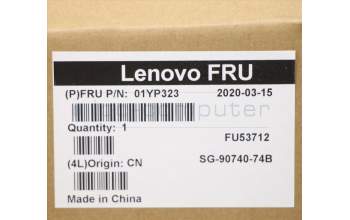 Lenovo FRU
(P)FRU P/N: 01YP323 2020-03-15
Quantity: 1
FU53712
(4L)Origin: CN SG-90740-74B
Made in China